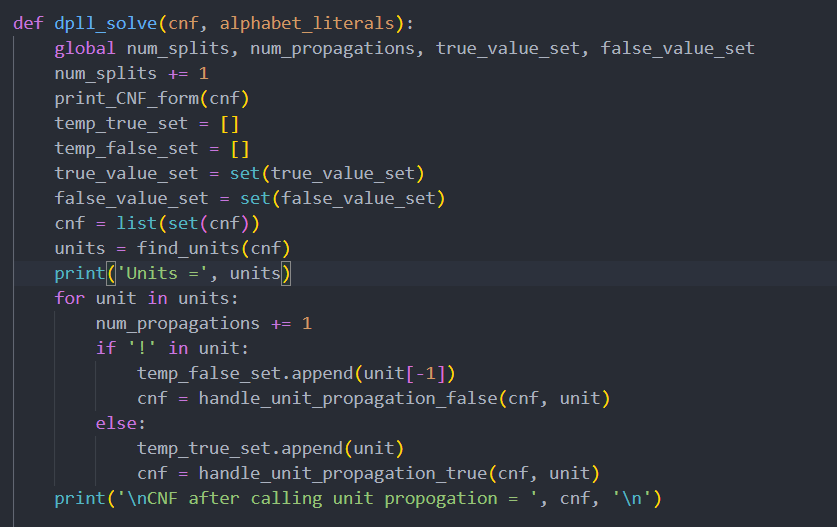 def dpll_solve(cnf, alphabet_literals):
    global num_splits, num_propagations, true_value_set, false_value_set
    num_splits += 1
    print_CNF_form(cnf)
    temp_true_set = []
    temp_false_set = []
    true_value_set = set(true_value_set)
    false_value_set = set(false_value_set)
    cnf = list(set(cnf))
    units = find_units(cnf)
    print('Units =', units)
    for unit in units:
        num_propagations += 1
        if '!' in unit:
            temp_false_set.append(unit[-1])
            cnf = handle_unit_propagation_false(cnf, unit)
        else:
            temp_true_set.append(unit)
            cnf = handle_unit_propagation_true(cnf, unit)
    print('\nCNF after calling unit propogation = ', cnf, '\n')